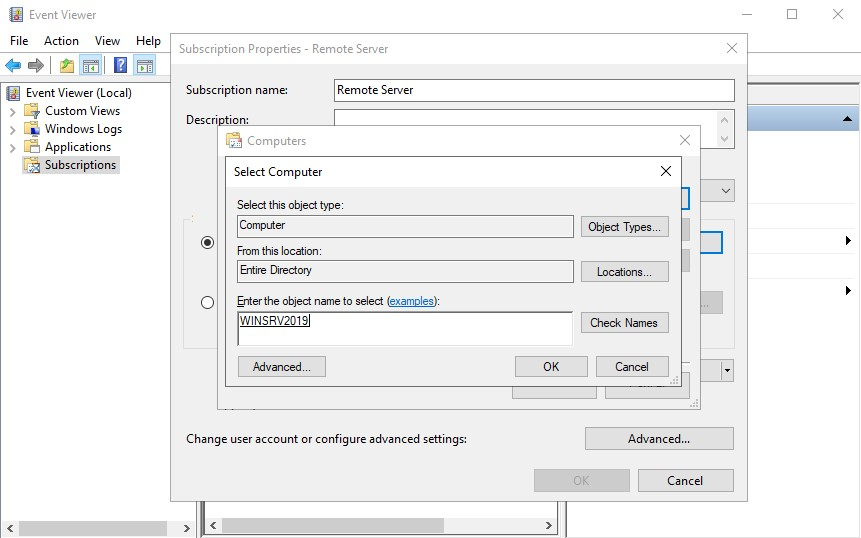 Event Viewer
File Action View Help
Event Viewer (Local)
Custom Views
Windows Logs
Applications
Subscriptions
Subscription Properties - Remote Server
Subscription name:
Remote Server
Description:
Computers
Select Computer
Select this object type:
Computer
Object Types...
From this location:
Entire Directory
Locations...
Enter the object name to select (examples):
WINSRV2019
Check Names
Advanced...
OK
Cancel
Change user account or configure advanced settings:
Advanced...
OK
Cancel